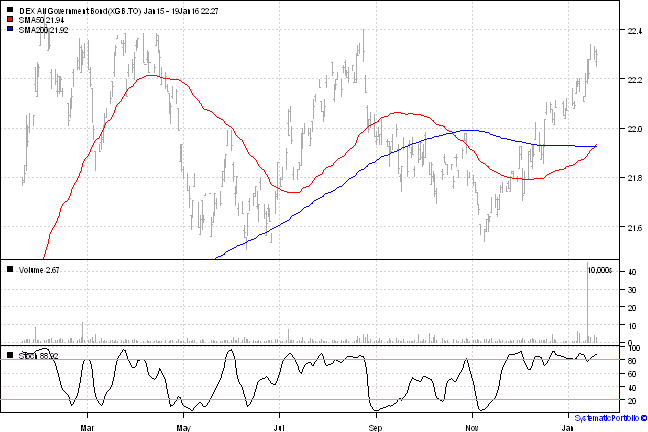 DEX All Government Bond(XGB.TO) Jan15 - 19Jan16 22.27
SMA50 21.94
SMA200 21.92
22.4
22.2
22.0
21.8
21.6
Volume 2.67
10,000s
40
30
20
10
0
Stoch 88.92
100
80
60
40
20
Mar May Jul Sep Nov Jan
SystematicPortfolio ©